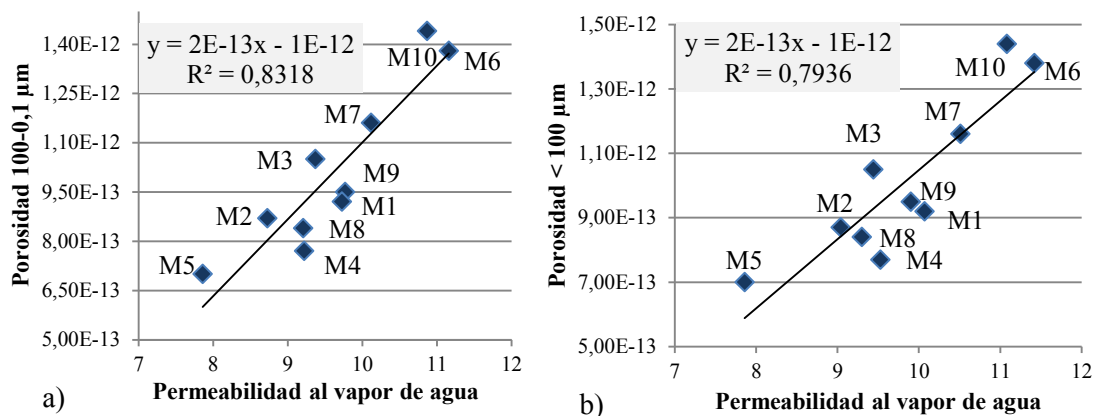 y = 2E-13x - 1E-12
R² = 0,8318
Porosidad 100-0,1 µm
1,40E-12
1,25E-12
1,10E-12
9,50E-13
8,00E-13
6,50E-13
5,00E-13
M10
M6
M7
M3
M9
M1
M2
M8
M4
M5
7
8
9
10
11
12
a)
Permeabilidad al vapor de agua
y = 2E-13x - 1E-12
R² = 0,7936
Porosidad < 100 µm
1,50E-12
1,30E-12
1,10E-12
9,00E-13
7,00E-13
5,00E-13
M10
M6
M7
M3
M9
M2
M1
M8
M4
M5
7
8
9
10
11
12
b)
Permeabilidad al vapor de agua